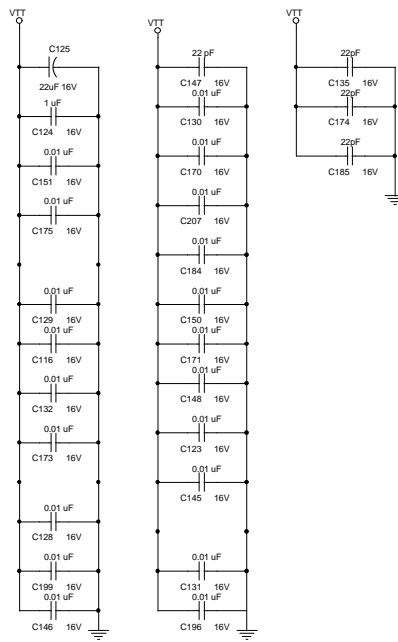 VTT
C125
22uF 16V
1 uF
C124 16V
0.01 uF
C151 16V
0.01 uF
C175 16V
0.01 uF
C129 16V
0.01 uF
C116 16V
0.01 uF
C132 16V
0.01 uF
C173 16V
0.01 uF
C128 16V
0.01 uF
C199 16V
0.01 uF
C146 16V
VTT
22 pF
C147 16V
0.01 uF
C130 16V
0.01 uF
C170 16V
0.01 uF
C207 16V
0.01 uF
C184 16V
0.01 uF
C150 16V
0.01 uF
C171 16V
0.01 uF
C148 16V
0.01 uF
C123 16V
0.01 uF
C145 16V
0.01 uF
C131 16V
0.01 uF
C196 16V
VTT
22pF
C135 16V
22pF
C174 16V
22pF
C185 16V